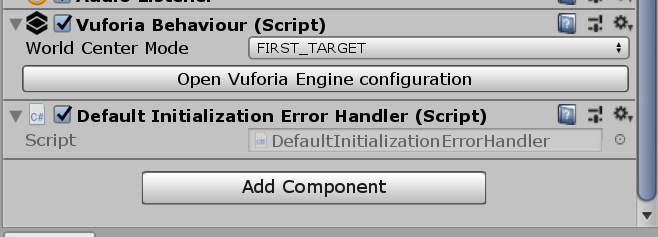 Audio Listener
Vuforia Behaviour (Script)
World Center Mode FIRST_TARGET
Open Vuforia Engine configuration
C# Default Initialization Error Handler (Script)
Script DefaultInitializationErrorHandler
Add Component